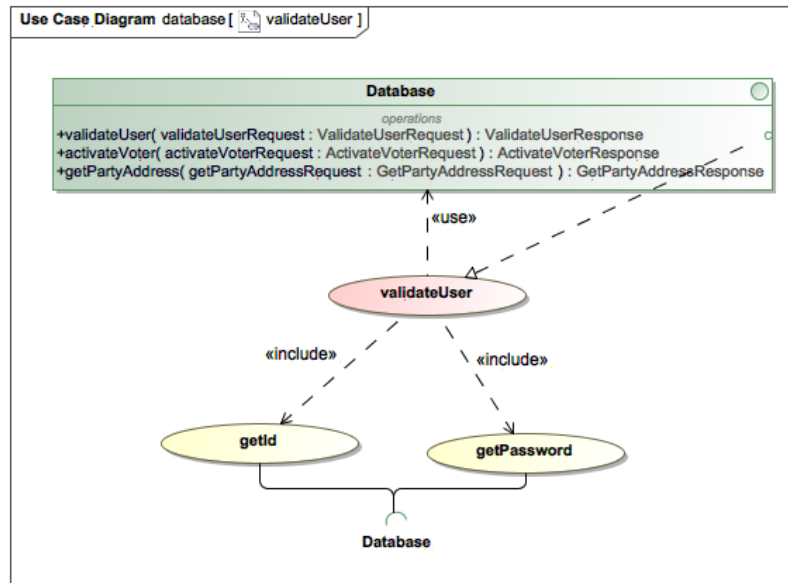 Use Case Diagram database [ validateUser ]
Database
operations
+validateUser( validateUserRequest : ValidateUserRequest ) : ValidateUserResponse
+activateVoter( activateVoterRequest : ActivateVoterRequest ) : ActivateVoterResponse
+getPartyAddress( getPartyAddressRequest : GetPartyAddressRequest ) : GetPartyAddressResponse
«use»
validateUser
«include»
«include»
getId
getPassword
Database